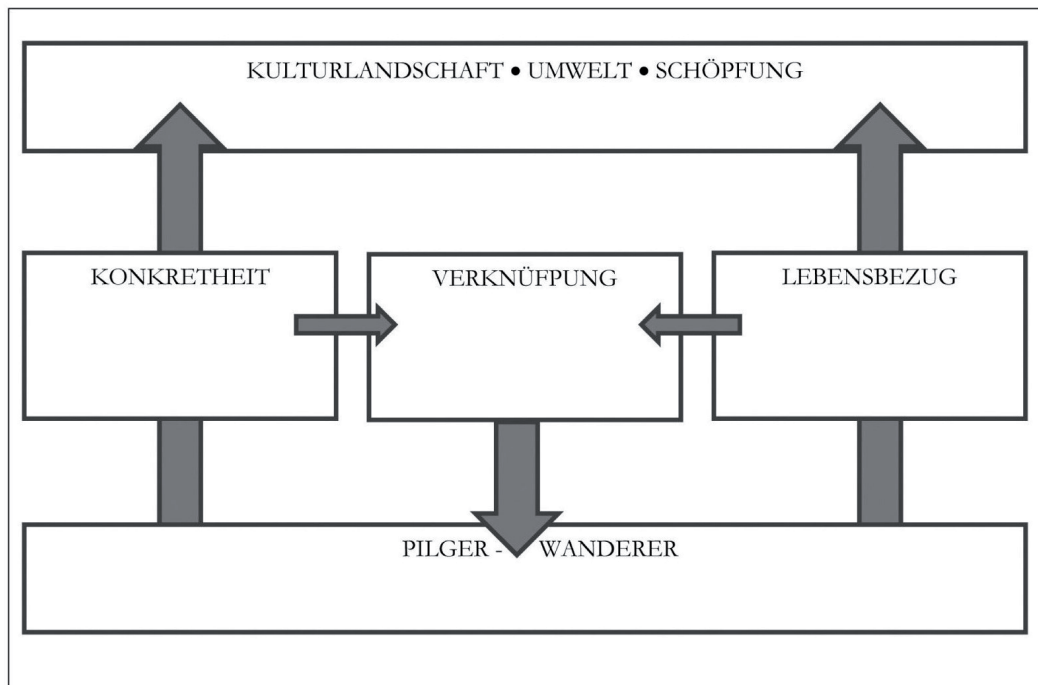 KULTURLANDSCHAFT • UMWELT • SCHÖPFUNG
KONKRETHEIT
VERKNÜFPUNG
LEBENSBEZUG
PILGER - WANDERER